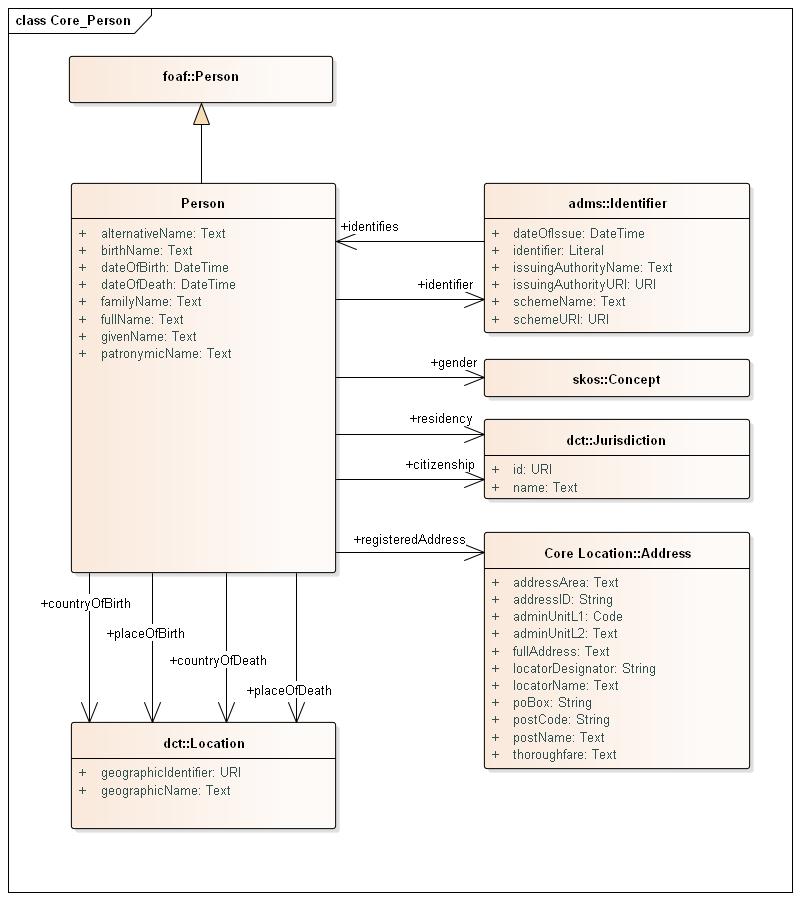 class Core_Person
foaf::Person
Person
+ alternativeName: Text
+ birthName: Text
+ dateOfBirth: DateTime
+ dateOfDeath: DateTime
+ familyName: Text
+ fullName: Text
+ givenName: Text
+ patronymicName: Text
+identifies
+identifier
+gender
+residency
+citizenship
+registeredAddress
adms::Identifier
+ dateOfIssue: DateTime
+ identifier: Literal
+ issuingAuthorityName: Text
+ issuingAuthorityURI: URI
+ schemeName: Text
+ schemeURI: URI
skos::Concept
dct::Jurisdiction
+ id: URI
+ name: Text
Core Location::Address
+ addressArea: Text
+ addressID: String
+ adminUnitL1: Code
+ adminUnitL2: Text
+ fullAddress: Text
+ locatorDesignator: String
+ locatorName: Text
+ poBox: String
+ postCode: String
+ postName: Text
+ thoroughfare: Text
+countryOfBirth
+placeOfBirth
+countryOfDeath
+placeOfDeath
dct::Location
+ geographicIdentifier: URI
+ geographicName: Text